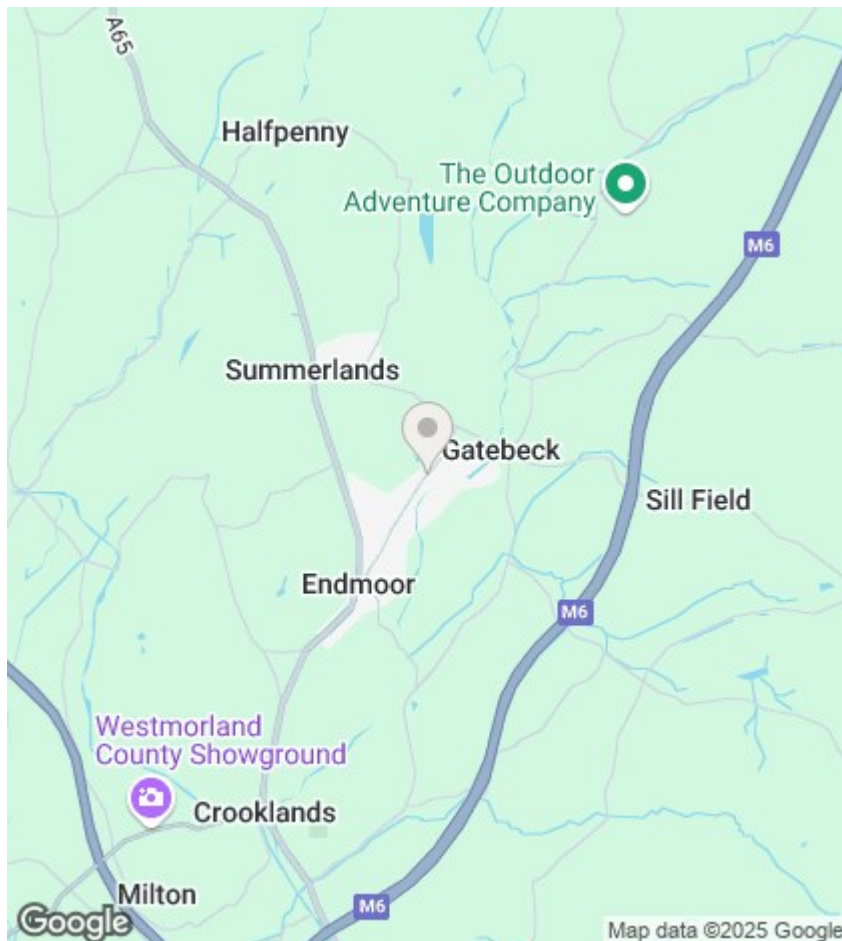 A65
Halfpenny
The Outdoor
Adventure Company
M6
Summerlands
Gatebeck
Sill Field
Endmoor
M6
Westmorland
County Showground
Crooklands
Milton
M6
Google
Map data ©2025 Google